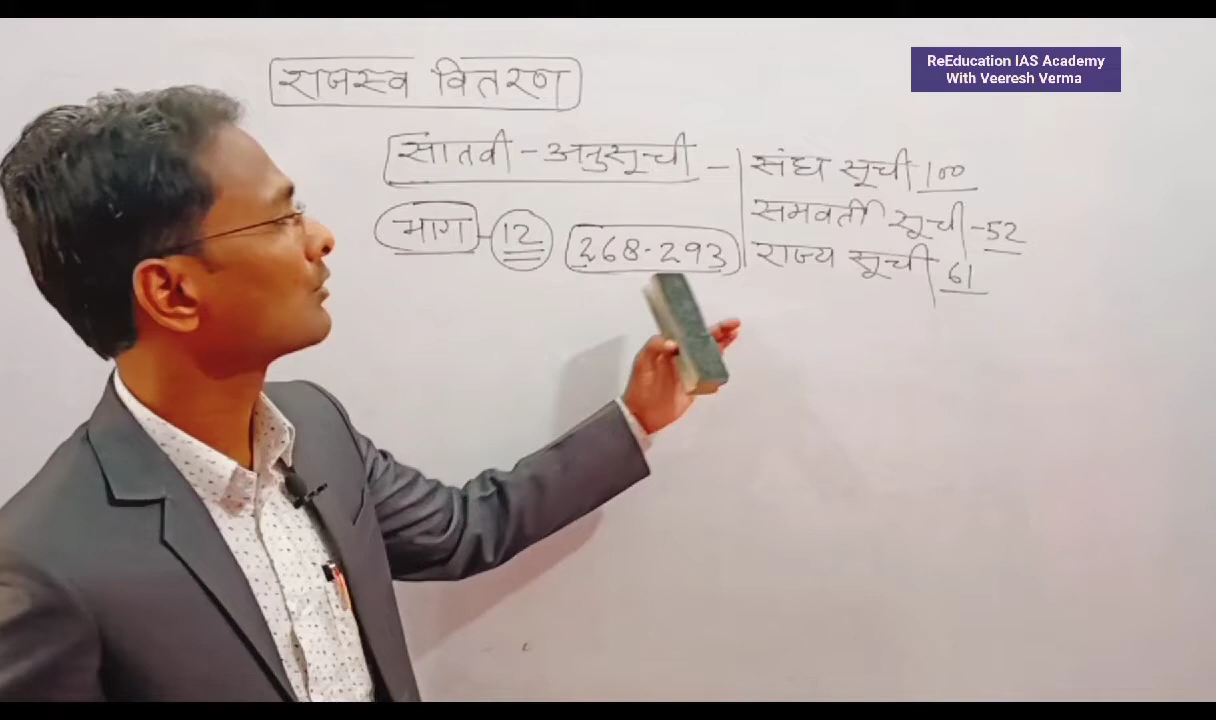 ReEducation IAS Academy
With Veeresh Verma
राजस्व वितरण
सातवी - अनुसूची - संघ सूची 100
समवर्ती सूची - 52
भाग - 12 268-293 राज्य सूची 61